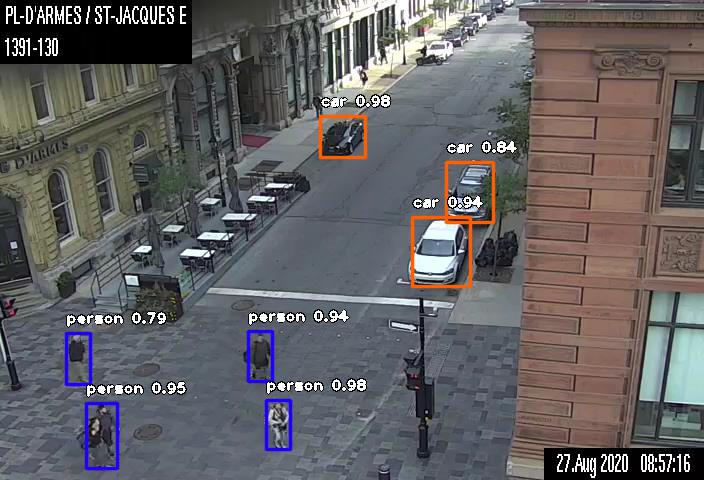 PL-D'ARMES / ST-JACQUES E
1391-130
car 0.98
car 0.84
car 0.94
D'ARMES
person 0.79
person 0.94
person 0.95
person 0.98
27.Aug 2020 08:57:16